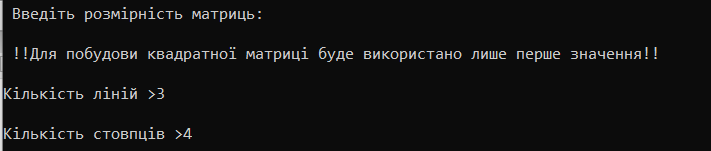 Введіть розмірність матриць:
!!Для побудови квадратної матриці буде використано лише перше значення!!
Кількість ліній >3
Кількість стовпців >4